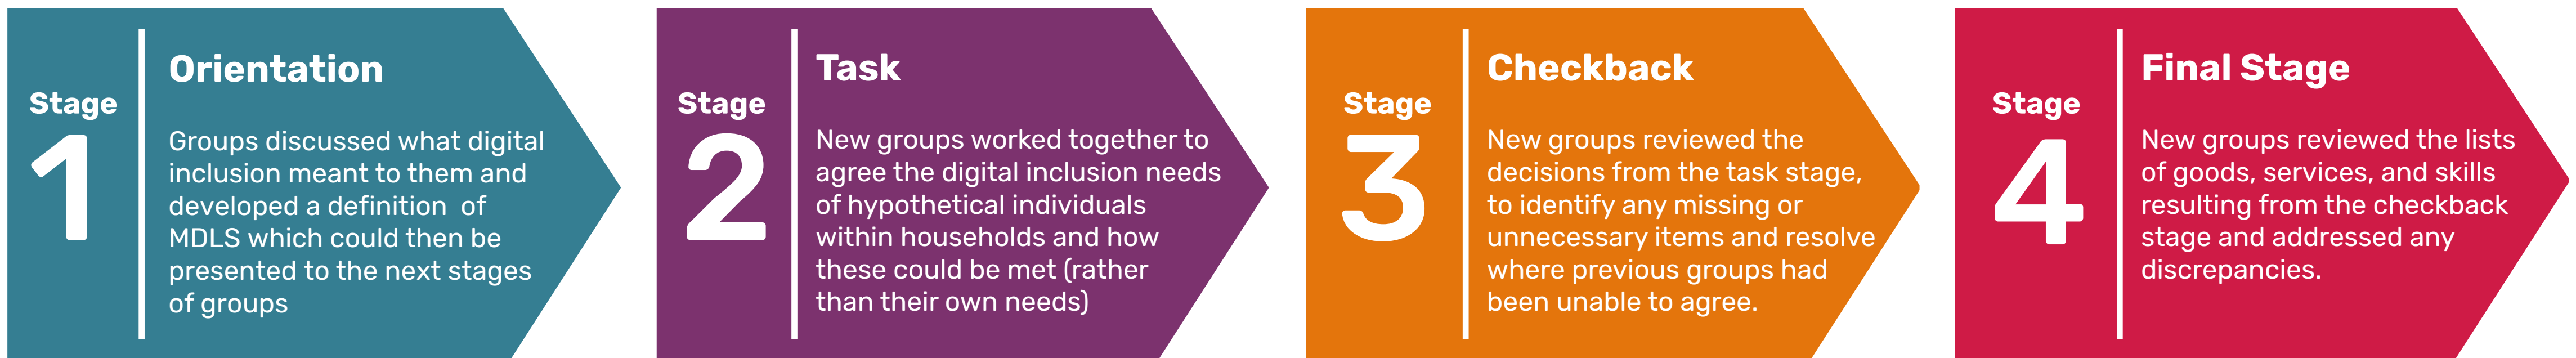 Stage
1
Orientation
Groups discussed what digital
inclusion meant to them and
developed a definition  of
MDLS which could then be
presented to the next stages
of groups
Stage
2
Task
New groups worked together to
agree the digital inclusion needs
of hypothetical individuals
within households and how
these could be met (rather
than their own needs)
Stage
3
Checkback
New groups reviewed the
decisions from the task stage,
to identify any missing or
unnecessary items and resolve
where previous groups had
been unable to agree.
Stage
4
Final Stage
New groups reviewed the lists
of goods, services, and skills
resulting from the checkback
stage and addressed any
discrepancies.